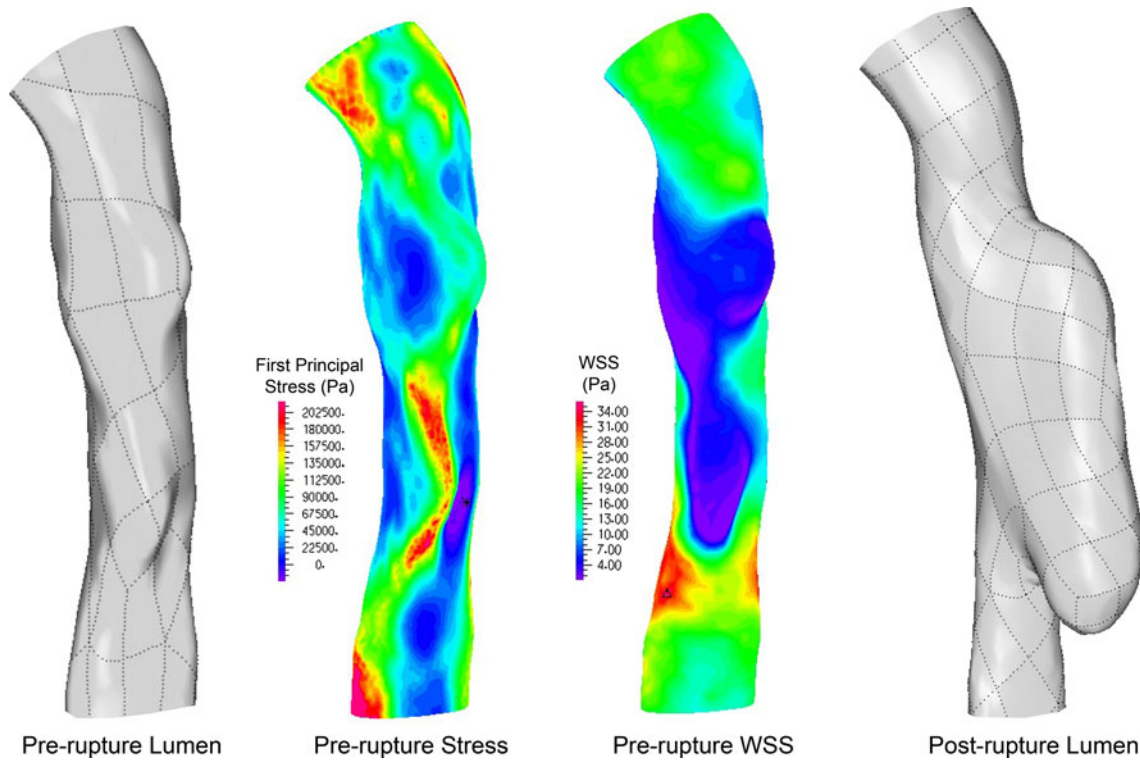 First Principal
Stress (Pa)
202500.
180000.
157500.
135000.
112500.
90000.
67500.
45000.
22500.
0.
WSS
(Pa)
34.00
31.00
28.00
25.00
22.00
19.00
16.00
13.00
10.00
7.00
4.00
Pre-rupture Lumen
Pre-rupture Stress
Pre-rupture WSS
Post-rupture Lumen